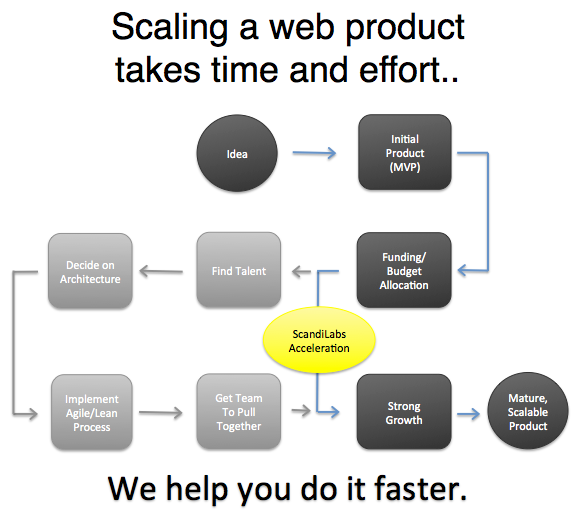 Scaling a web product
takes time and effort..
Idea
Initial
Product
(MVP)
Decide on
Architecture
Find Talent
Funding/
Budget
Allocation
ScandiLabs
Acceleration
Implement
Agile/Lean
Process
Get Team
To Pull
Together
Strong
Growth
Mature,
Scalable
Product
We help you do it faster.